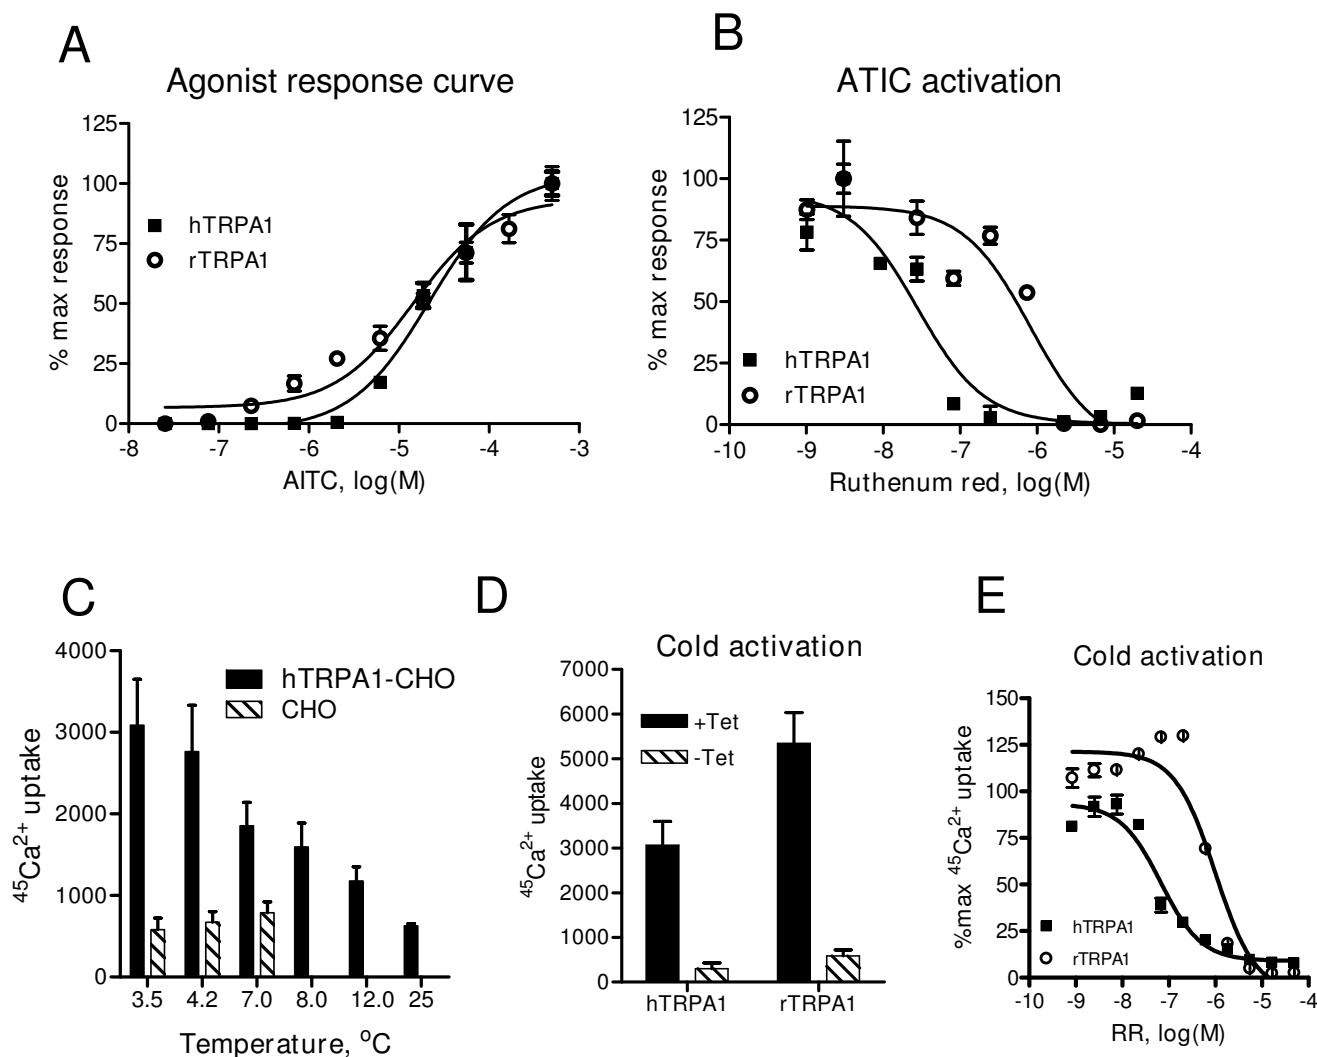 A
Agonist response curve
125
100
75
50
25
0
% max response
hTRPA1
rTRPA1
-8
-7
-6
-5
-4
-3
AITC, log(M)
B
ATIC activation
125
100
75
50
25
0
% max response
hTRPA1
rTRPA1
-10
-9
-8
-7
-6
-5
-4
Ruthenum red, log(M)
C
4000
3000
2000
1000
0
45Ca2+ uptake
hTRPA1-CHO
CHO
3.5
4.2
7.0
8.0
12.0
25
Temperature, oC
D
Cold activation
7000
6000
5000
4000
3000
2000
1000
0
45Ca2+ uptake
+Tet
-Tet
hTRPA1
rTRPA1
E
Cold activation
150
125
100
75
50
25
0
%max 45Ca2+ uptake
hTRPA1
rTRPA1
-10
-9
-8
-7
-6
-5
-4
RR, log(M)